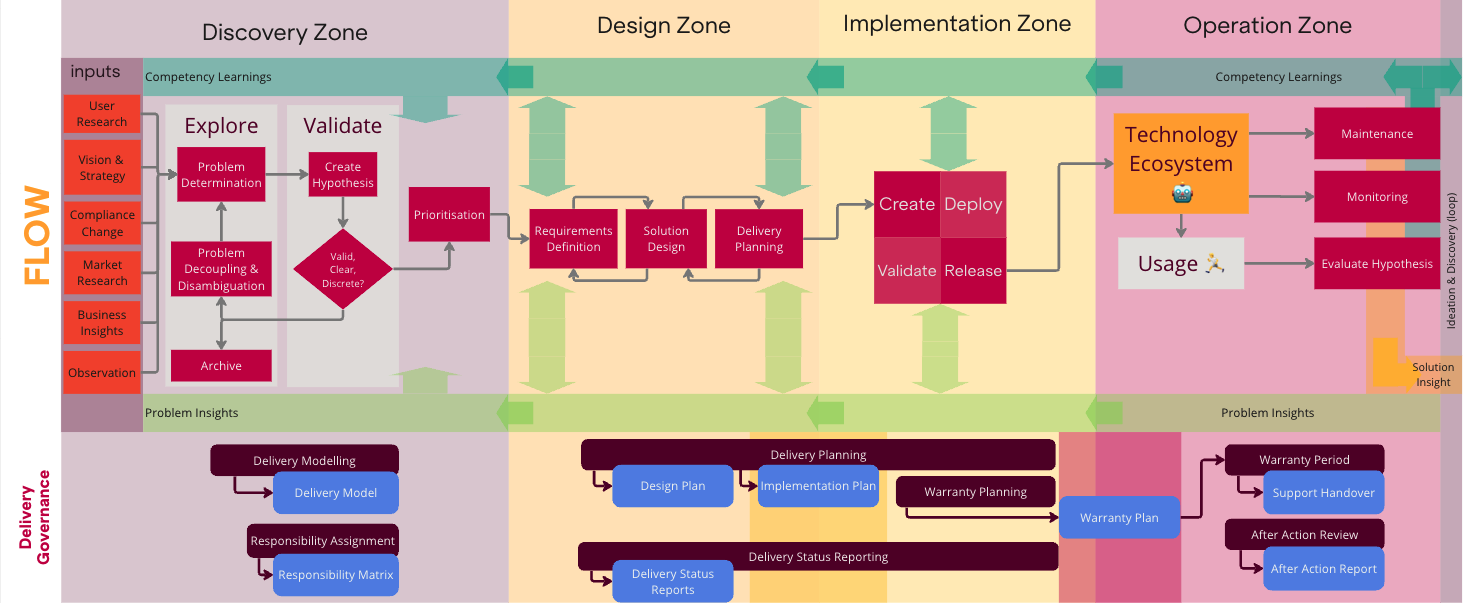 Discovery Zone
Design Zone
Implementation Zone
Operation Zone
inputs
Competency Learnings
Competency Learnings
FLOW
User
Research
Vision &
Strategy
Compliance
Change
Market
Research
Business
Insights
Observation
Explore
Problem
Determination
Problem
Decoupling &
Disambiguation
Archive
Validate
Create
Hypothesis
Valid,
Clear,
Discrete?
Prioritisation
Requirements
Definition
Solution
Design
Delivery
Planning
Create
Deploy
Validate
Release
Technology
Ecosystem
Usage
Maintenance
Monitoring
Evaluate Hypothesis
Ideation & Discovery (loop)
Solution
Insight
Problem Insights
Problem Insights
Delivery
Governance
Delivery Modelling
Delivery Model
Responsibility Assignment
Responsibility Matrix
Delivery Planning
Design Plan
Implementation Plan
Warranty Planning
Warranty Plan
Delivery Status Reporting
Delivery Status
Reports
Warranty Period
Support Handover
After Action Review
After Action Report